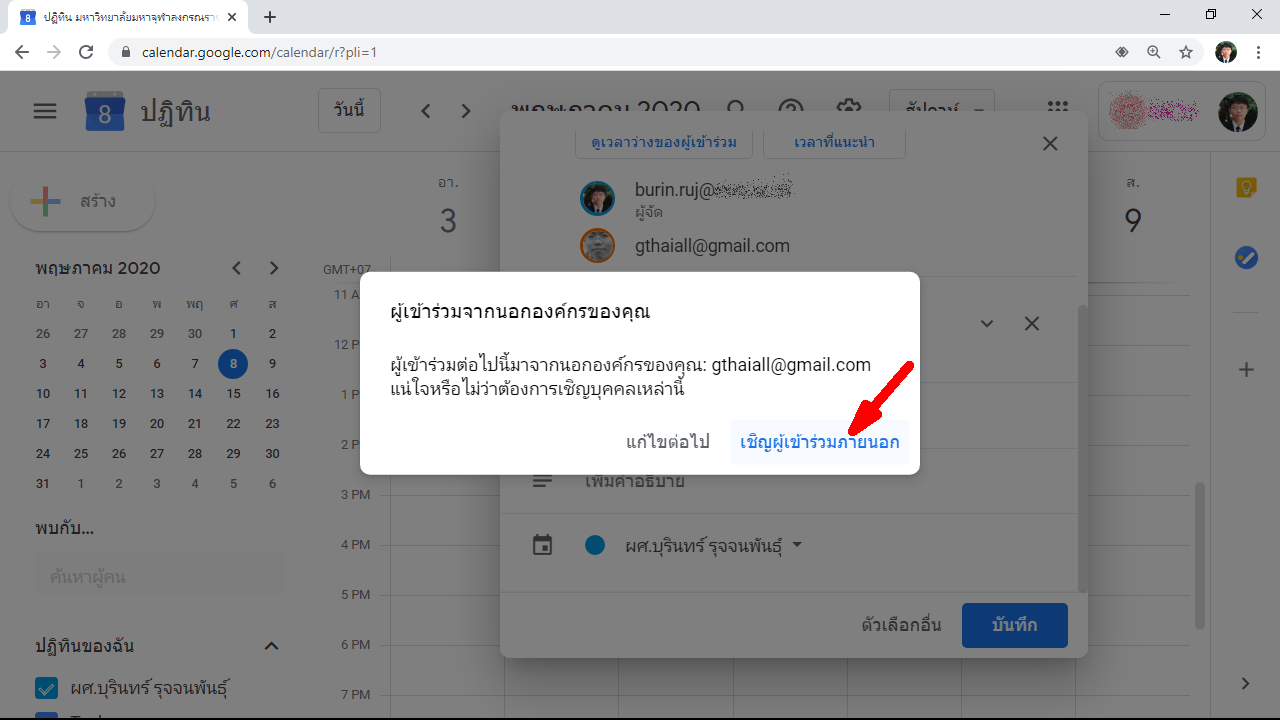 ปฏิทิน มหาวิทยาลัยมหาจุฬาลงกรณรา
calendar.google.com/calendar/r?pli=1
8
ปฏิทิน
วันนี้
พฤษภาคม 2020
สัปดาห์
ดูเวลาว่างของผู้เข้าร่วม
เวลาที่แนะนำ
สร้าง
อา.
3
ส.
9
burin.ruj@
ผู้จัด
gthaiall@gmail.com
พฤษภาคม 2020
GMT+07
อา จ อ พ พฤ ศ ส
26 27 28 29 30 1 2
3 4 5 6 7 8 9
10 11 12 13 14 15 16
17 18 19 20 21 22 23
24 25 26 27 28 29 30
31 1 2 3 4 5 6
11 A
12 P
1 P
2 P
3 PM
4 PM
5 PM
6 PM
7 PM
ผู้เข้าร่วมจากนอกองค์กรของคุณ
ผู้เข้าร่วมต่อไปนี้มาจากนอกองค์กรของคุณ: gthaiall@gmail.com
แน่ใจหรือไม่ว่าต้องการเชิญบุคคลเหล่านี้
แก้ไขต่อไป
เชิญผู้เข้าร่วมภายนอก
เพิ่มคำอธิบาย
ผศ.บุรินทร์ รุจจนพันธุ์
ตัวเลือกอื่น
บันทึก
พบกับ...
ค้นหาผู้คน
ปฏิทินของฉัน
ผศ.บุรินทร์ รุจจนพันธุ์